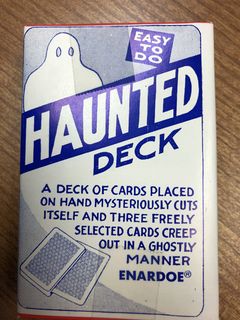 EASY
TO
DO
HAUNTED
DECK
A DECK OF CARDS PLACED
ON HAND MYSTERIOUSLY CUTS
ITSELF AND THREE FREELY
SELECTED CARDS CREEP
OUT IN A GHOSTLY
MANNER
ENARDOE®